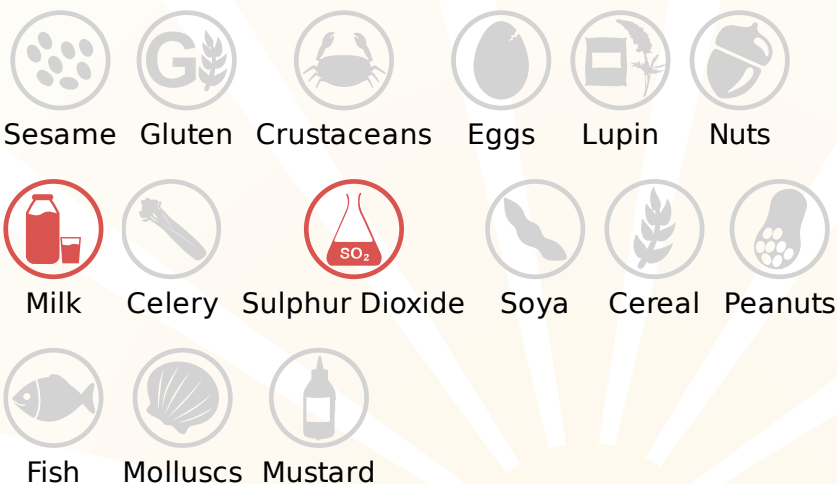 G
Sesame Gluten Crustaceans Eggs Lupin Nuts
SO₂
Milk Celery Sulphur Dioxide Soya Cereal Peanuts
Fish Molluscs Mustard